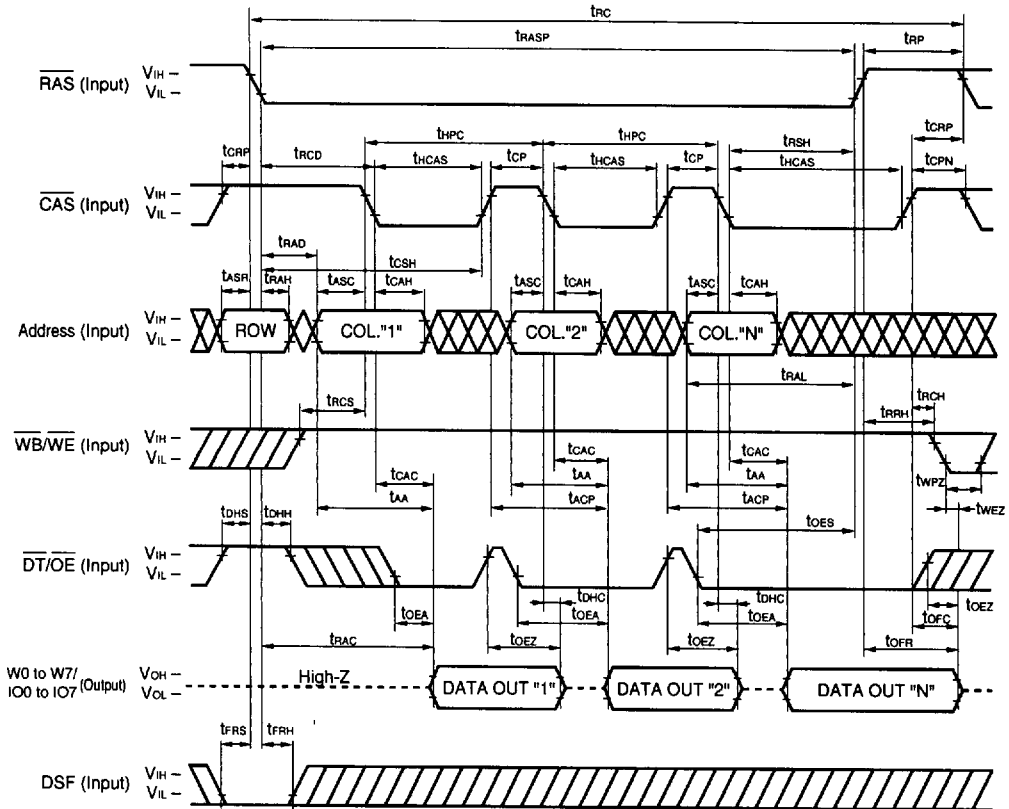 tRC
tRASP tRP
RAS (Input) VIH – VIL –
tCRP tRCD tHPC tHCAS tCP tHPC tHCAS tCP tRSH tHCAS tCRP tCPN
CAS (Input) VIH – VIL –
tRAD tCSH
tASR tRAH tASC tCAH tASC tCAH tASC tCAH
Address (Input) VIH – VIL – ROW COL."1" COL."2" COL."N"
tRAL
tRCS tRCH tRRH
WB/WE (Input) VIH – VIL –
tCAC tCAC tCAC
tAA tAA tAA tWPZ
tACP tACP tWEZ
tDHS tDHH tOES
DT/OE (Input) VIH – VIL –
tOEA tDHC tOEA tDHC tOEA tOEZ
tRAC tOEZ tOEZ tOFC tOFR
W0 to W7/
IO0 to IO7 (Output) VOH – VOL – High-Z DATA OUT "1" DATA OUT "2" DATA OUT "N"
tFRS tFRH
DSF (Input) VIH – VIL –